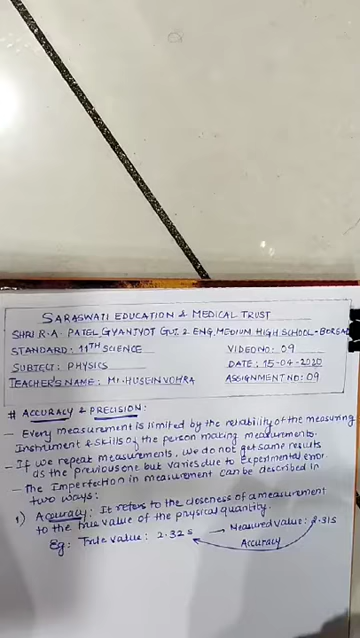 SARASWATI EDUCATION & MEDICAL TRUST
SHRI R.A. PATEL GYANJYOT GUJ. & ENG. MEDIUM HIGH SCHOOL - BORSAD
STANDARD: 11TH SCIENCE VIDEO NO: 09
SUBJECT: PHYSICS DATE: 15-04-2020
TEACHER'S NAME: Mr. HUSEIN VOHRA ASSIGNMENT NO: 09
# ACCURACY & PRECISION:
- Every measurement is limited by the reliability of the measuring
Instrument & skills of the person making measurements.
- If we repeat measurements, we do not get same results
as the previous one but varies due to Experimental error.
- The Imperfection in measurement can be described in
two ways:
1) Accuracy: It refers to the closeness of a measurement
to the true value of the physical quantity.
Eg: True value: 2.32s → Measured value: 2.31s
Accuracy